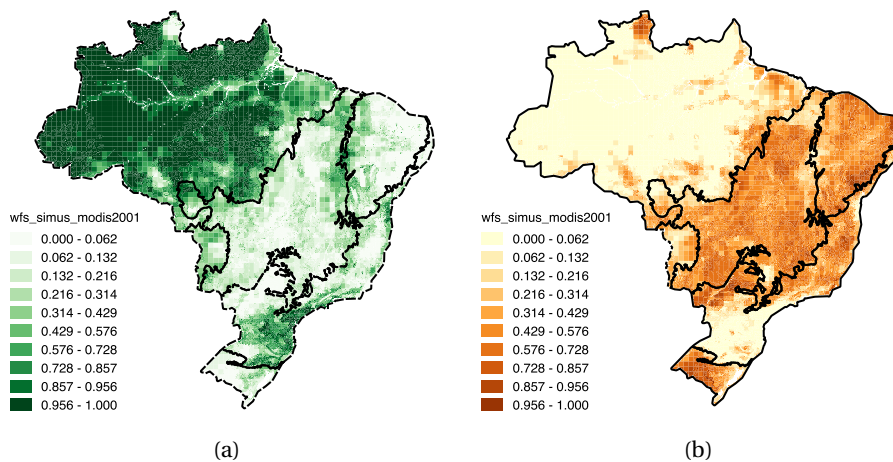 wfs_simus_modis2001
0.000 - 0.062
0.062 - 0.132
0.132 - 0.216
0.216 - 0.314
0.314 - 0.429
0.429 - 0.576
0.576 - 0.728
0.728 - 0.857
0.857 - 0.956
0.956 - 1.000
(a)
wfs_simus_modis2001
0.000 - 0.062
0.062 - 0.132
0.132 - 0.216
0.216 - 0.314
0.314 - 0.429
0.429 - 0.576
0.576 - 0.728
0.728 - 0.857
0.857 - 0.956
0.956 - 1.000
(b)